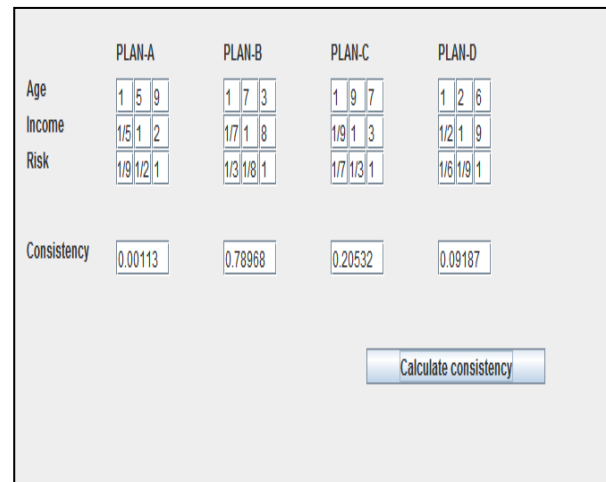 PLAN-A PLAN-B PLAN-C PLAN-D
Age 1 5 9 1 7 3 1 9 7 1 2 6
Income 1/5 1 2 1/7 1 8 1/9 1 3 1/2 1 9
Risk 1/9 1/2 1 1/3 1/8 1 1/7 1/3 1 1/6 1/9 1
Consistency 0.00113 0.78968 0.20532 0.09187
Calculate consistency